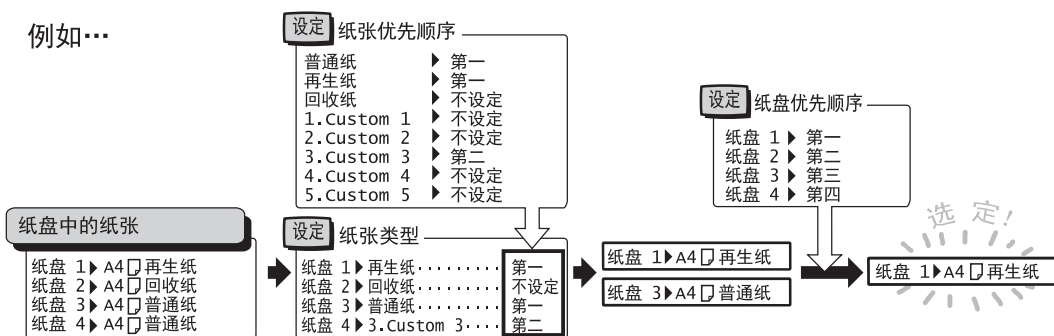 例如…
设定 纸张优先顺序
普通纸 ▶ 第一
再生纸 ▶ 第一
回收纸 ▶ 不设定
1.Custom 1 ▶ 不设定
2.Custom 2 ▶ 不设定
3.Custom 3 ▶ 第二
4.Custom 4 ▶ 不设定
5.Custom 5 ▶ 不设定
设定 纸盘优先顺序
纸盘 1 ▶ 第一
纸盘 2 ▶ 第二
纸盘 3 ▶ 第三
纸盘 4 ▶ 第四
纸盘中的纸张
纸盘 1▶ A4 再生纸
纸盘 2▶ A4 回收纸
纸盘 3▶ A4 普通纸
纸盘 4▶ A4 普通纸
设定 纸张类型
纸盘 1▶再生纸········· 第一
纸盘 2▶回收纸········· 不设定
纸盘 3▶普通纸········· 第一
纸盘 4▶3.Custom 3···· 第二
纸盘 1▶A4 再生纸
纸盘 3▶A4 普通纸
选 定!
纸盘 1▶A4 再生纸